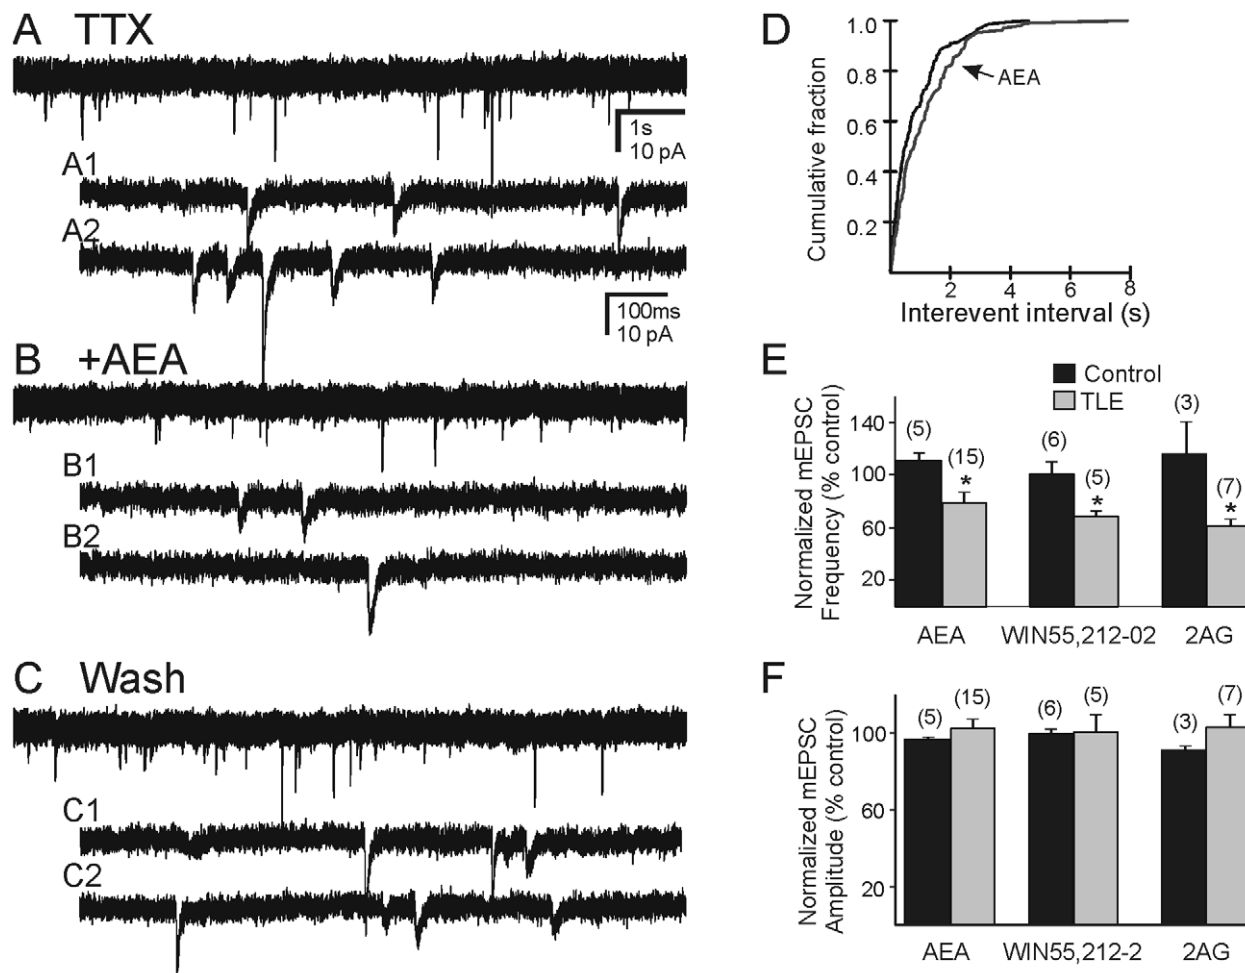 A TTX
1s
10 pA
A1
A2
100ms
10 pA
B +AEA
B1
B2
C Wash
C1
C2
D
Cumulative fraction
1.0
0.8
0.6
0.4
0.2
AEA
2 4 6 8
Interevent interval (s)
E
Control
TLE
Normalized mEPSC
Frequency (% control)
140
100
60
20
(5) (15) * (6) (5) * (3) (7) *
AEA WIN55,212-02 2AG
F
Normalized mEPSC
Amplitude (% control)
100
60
20
(5) (15) (6) (5) (3) (7)
AEA WIN55,212-2 2AG